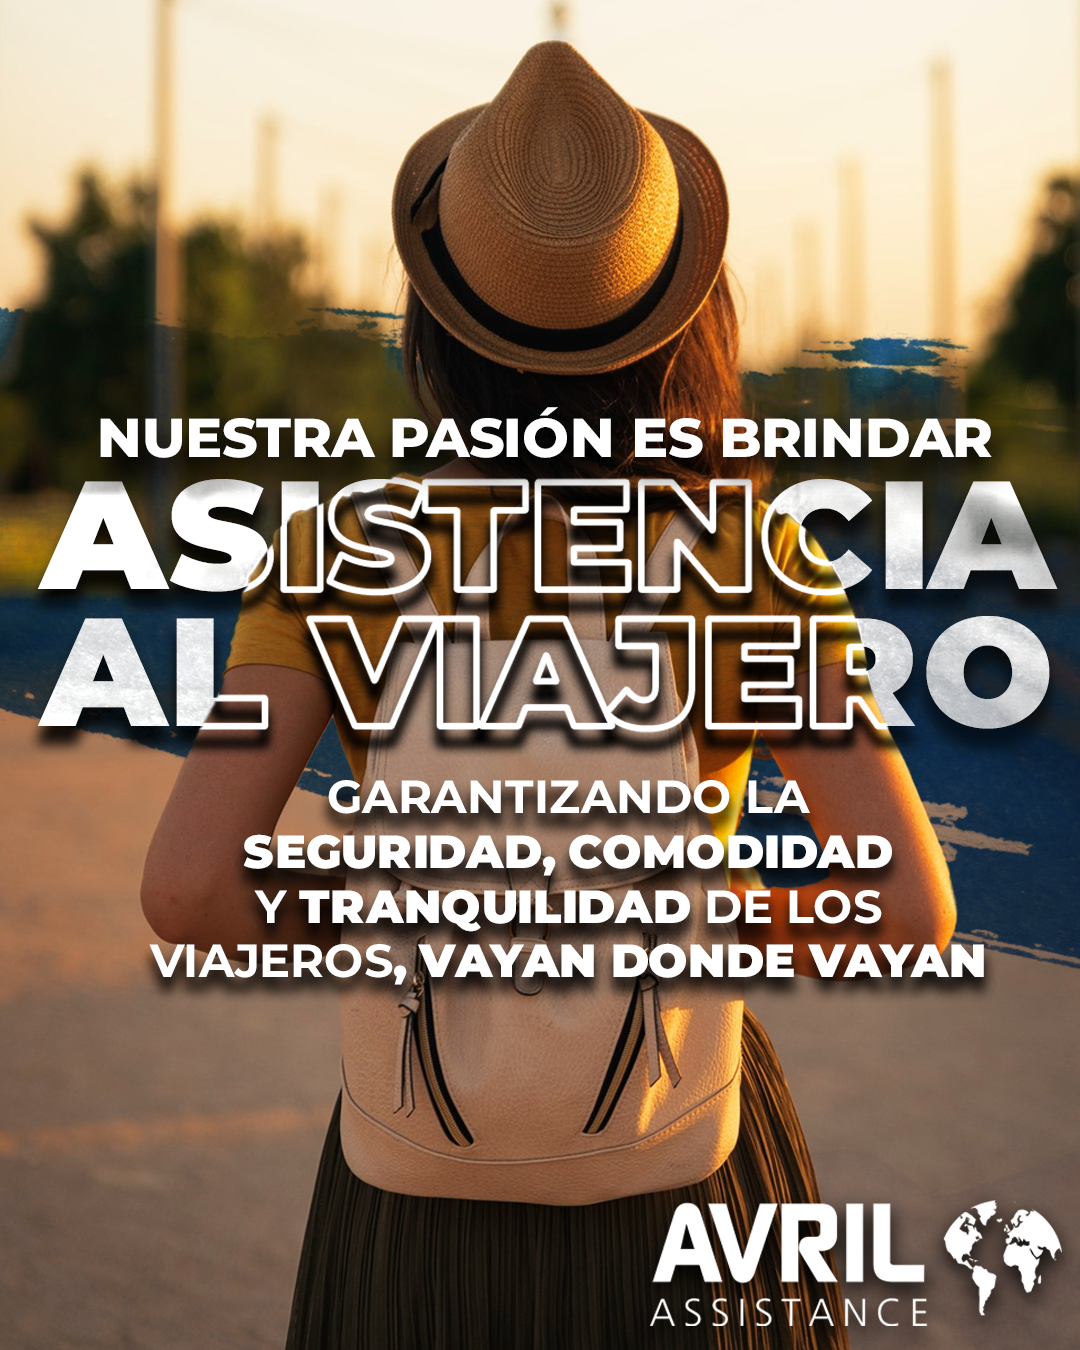 NUESTRA PASIÓN ES BRINDAR
ASISTENCIA
AL VIAJERO
GARANTIZANDO LA
SEGURIDAD, COMODIDAD
Y TRANQUILIDAD DE LOS
VIAJEROS, VAYAN DONDE VAYAN
AVRIL
ASSISTANCE